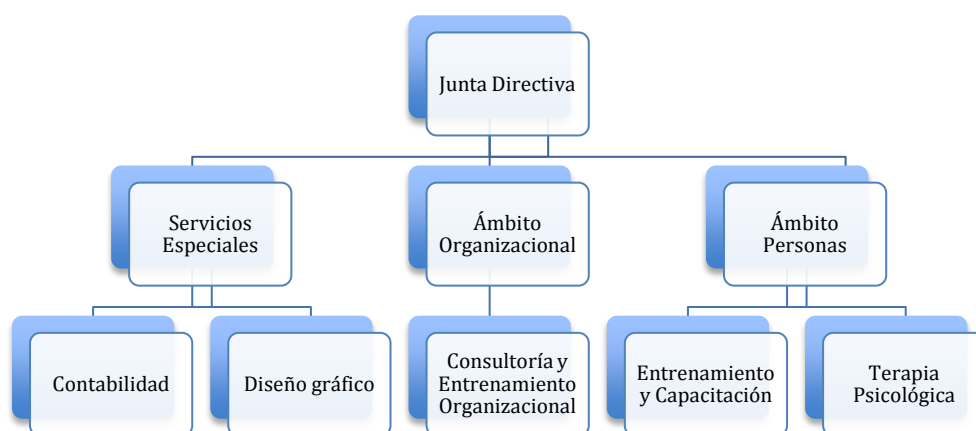 Junta Directiva
Servicios
Especiales
Ámbito
Organizacional
Ámbito
Personas
Contabilidad
Diseño gráfico
Consultoría y
Entrenamiento
Organizacional
Entrenamiento
y Capacitación
Terapia
Psicológica